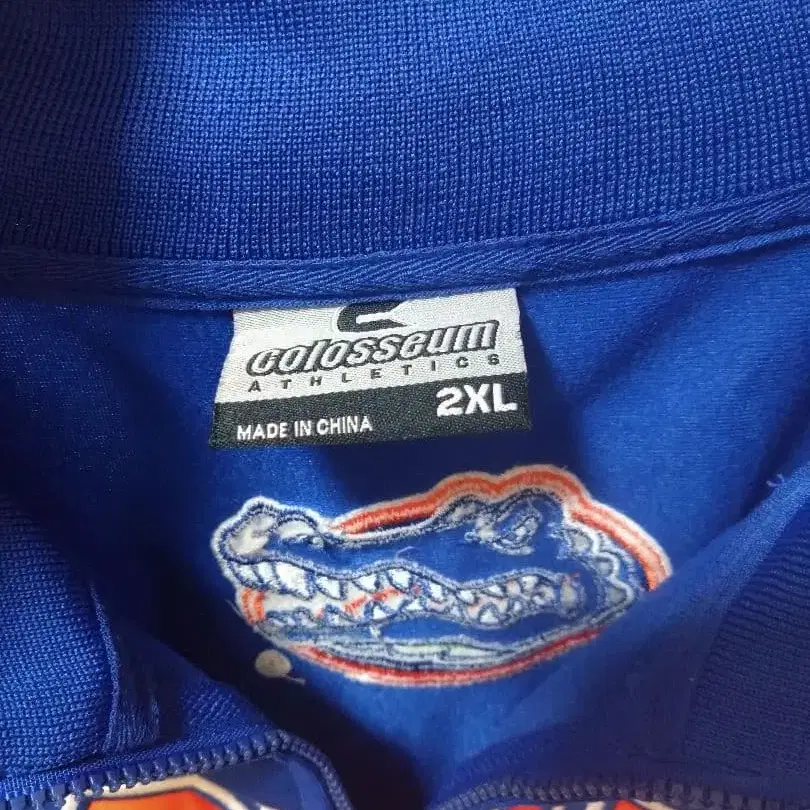 colosseum
ATHLETICS
2XL
MADE IN CHINA